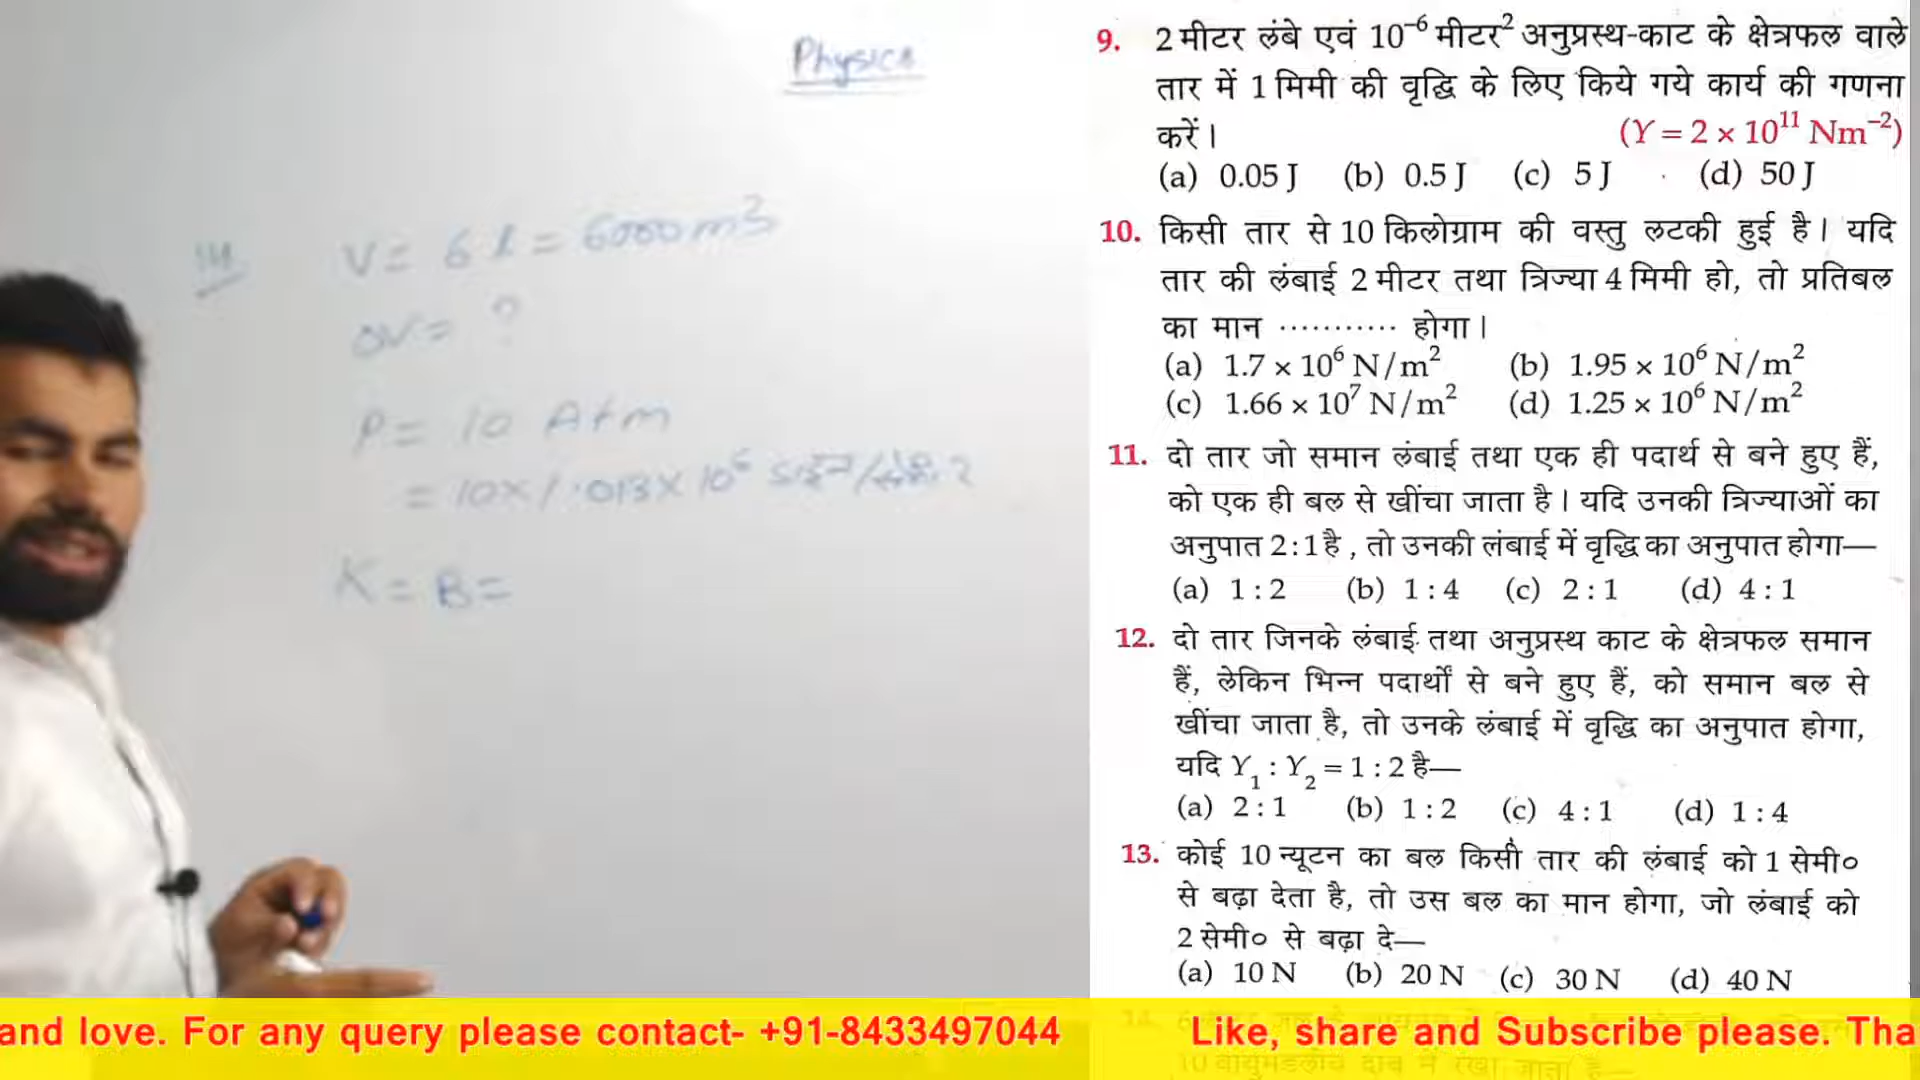 Physics
14
V = 6 l = 6000 m3
ΔV = ?
P = 10 Atm
= 10 × 1.013 × 10
K = B =
9. 2 मीटर लंबे एवं 10⁻⁶ मीटर² अनुप्रस्थ-काट के क्षेत्रफल वाले
तार में 1 मिमी की वृद्धि के लिए किये गये कार्य की गणना
करें। (Y = 2 × 10¹¹ Nm⁻²)
(a) 0.05 J (b) 0.5 J (c) 5 J (d) 50 J
10. किसी तार से 10 किलोग्राम की वस्तु लटकी हुई है। यदि
तार की लंबाई 2 मीटर तथा त्रिज्या 4 मिमी हो, तो प्रतिबल
का मान ............ होगा।
(a) 1.7 × 10⁶ N/m² (b) 1.95 × 10⁶ N/m²
(c) 1.66 × 10⁷ N/m² (d) 1.25 × 10⁶ N/m²
11. दो तार जो समान लंबाई तथा एक ही पदार्थ से बने हुए हैं,
को एक ही बल से खींचा जाता है। यदि उनकी त्रिज्याओं का
अनुपात 2 : 1 है, तो उनकी लंबाई में वृद्धि का अनुपात होगा—
(a) 1 : 2 (b) 1 : 4 (c) 2 : 1 (d) 4 : 1
12. दो तार जिनके लंबाई तथा अनुप्रस्थ काट के क्षेत्रफल समान
हैं, लेकिन भिन्न पदार्थों से बने हुए हैं, को समान बल से
खींचा जाता है, तो उनके लंबाई में वृद्धि का अनुपात होगा,
यदि Y₁ : Y₂ = 1 : 2 है—
(a) 2 : 1 (b) 1 : 2 (c) 4 : 1 (d) 1 : 4
13. कोई 10 न्यूटन का बल किसी तार की लंबाई को 1 सेमी०
से बढ़ा देता है, तो उस बल का मान होगा, जो लंबाई को
2 सेमी० से बढ़ा दे—
(a) 10 N (b) 20 N (c) 30 N (d) 40 N
10 वायुमंडलीय दाब में रखा जाता है—
and love. For any query please contact- +91-8433497044 Like, share and Subscribe please. Tha